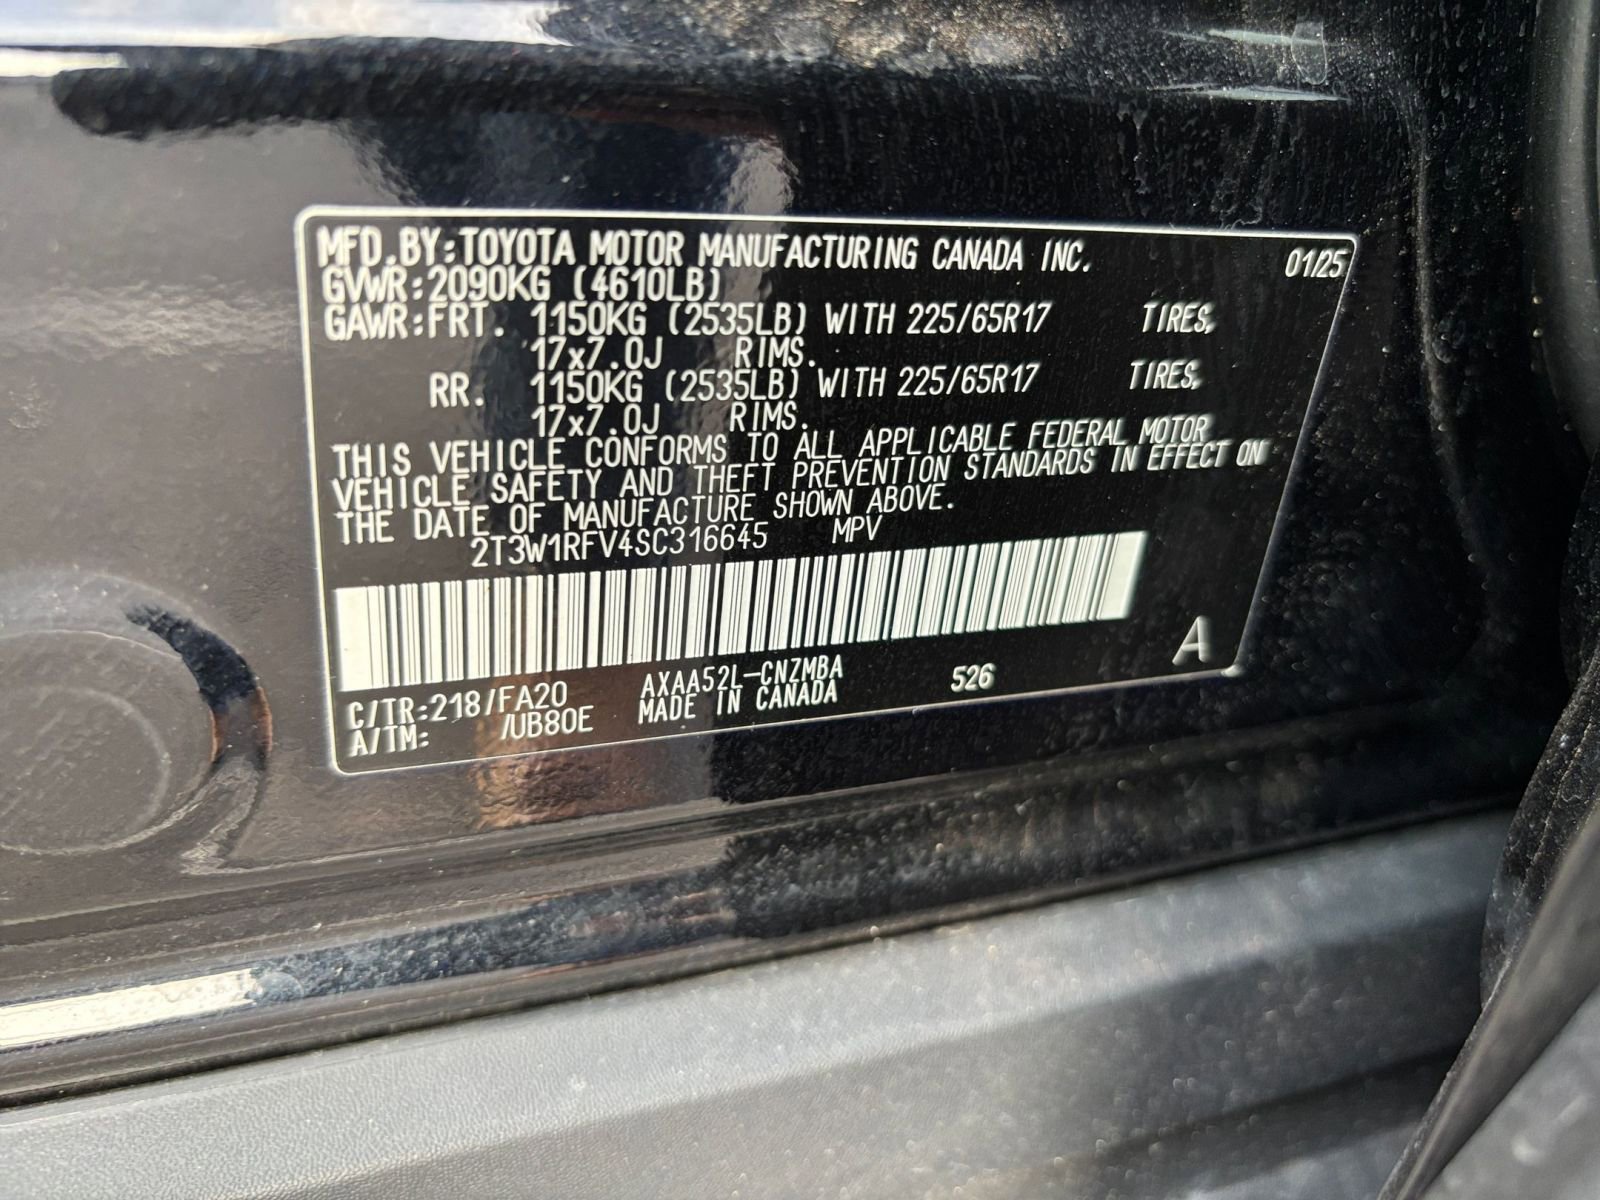 MFD.BY:TOYOTA MOTOR MANUFACTURING CANADA INC. 01/25
GVWR:2090KG (4610LB)
GAWR:FRT. 1150KG (2535LB) WITH 225/65R17 TIRES,
17x7.0J RIMS.
RR. 1150KG (2535LB) WITH 225/65R17 TIRES,
17x7.0J RIMS.
THIS VEHICLE CONFORMS TO ALL APPLICABLE FEDERAL MOTOR
VEHICLE SAFETY AND THEFT PREVENTION STANDARDS IN EFFECT ON
THE DATE OF MANUFACTURE SHOWN ABOVE.
2T3W1RFV4SC316645 MPV
C/TR:218/FA20 AXAA52L-CNZMBA 526 A
A/TM: /UB80E MADE IN CANADA